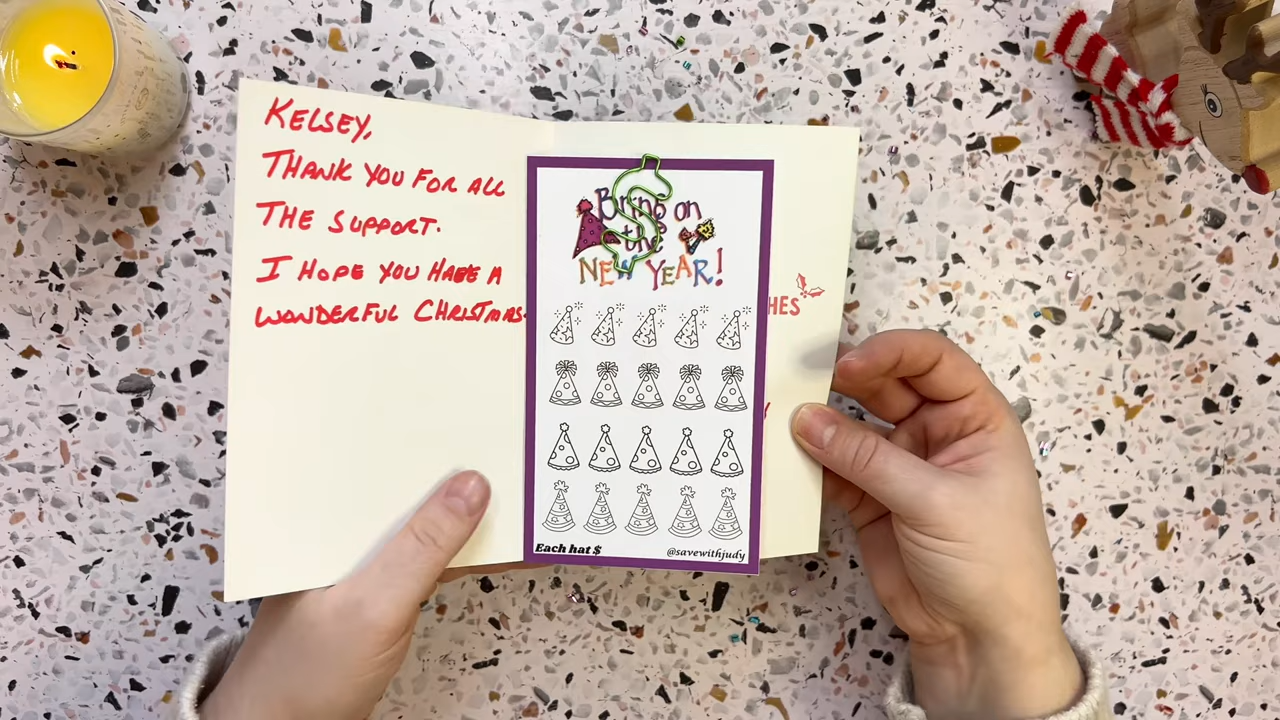 KELSEY,
THANK YOU FOR ALL
THE SUPPORT.
I HOPE YOU HAVE A
WONDERFUL CHRISTMAS.
Bring on
the
NEW YEAR!
HES
Each hat $
@savewithjudy